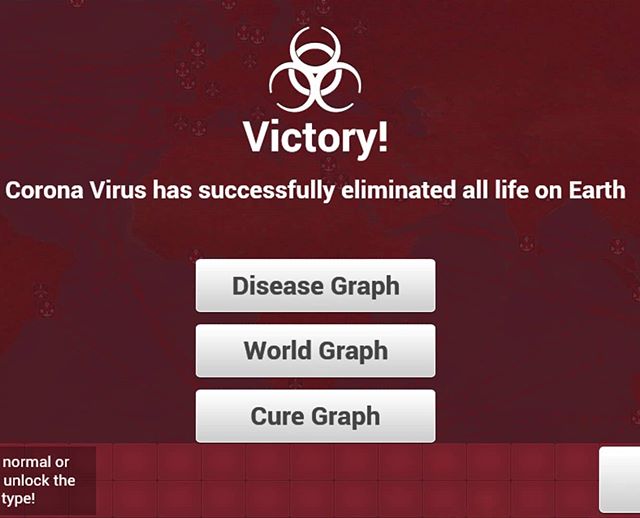 Victory!
Corona Virus has successfully eliminated all life on Earth
Disease Graph
World Graph
Cure Graph
normal or
unlock the
type!